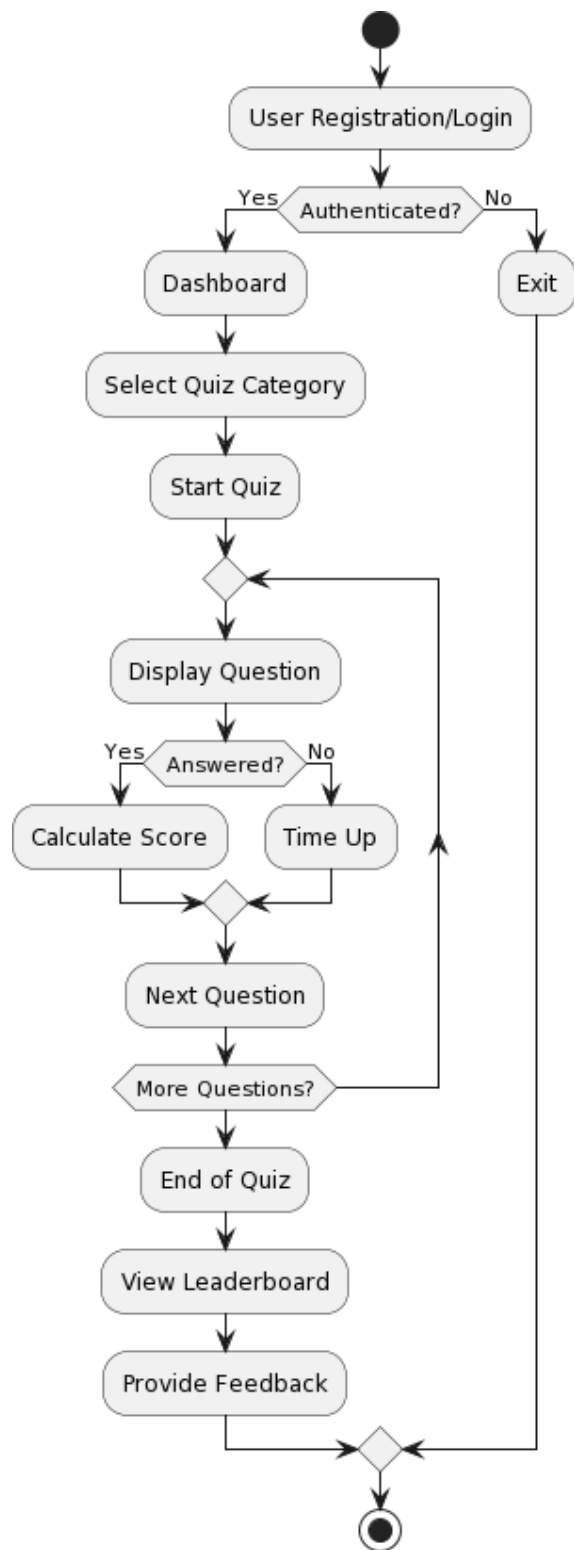 User Registration/Login
Yes
Authenticated?
No
Dashboard
Exit
Select Quiz Category
Start Quiz
Display Question
Yes
Answered?
No
Calculate Score
Time Up
Next Question
More Questions?
End of Quiz
View Leaderboard
Provide Feedback